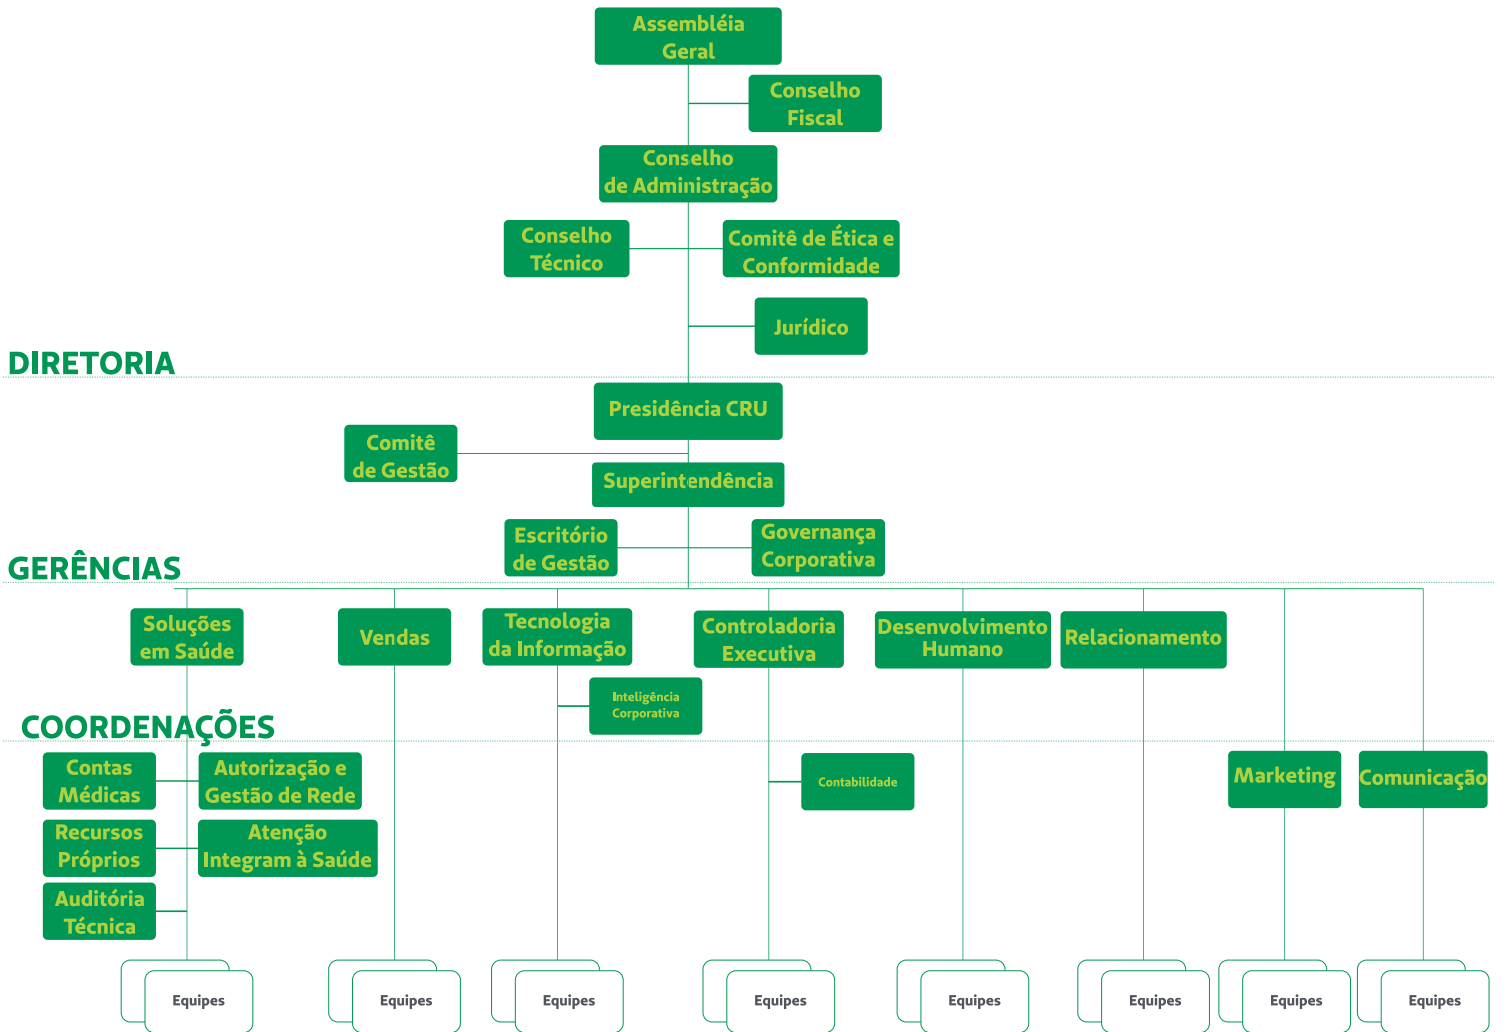 Assembléia
Geral
Conselho
Fiscal
Conselho
de Administração
Conselho
Técnico
Comitê de Ética e
Conformidade
Jurídico
DIRETORIA
Presidência CRU
Comitê
de Gestão
Superintendência
Escritório
de Gestão
Governança
Corporativa
GERÊNCIAS
Soluções
em Saúde
Vendas
Tecnologia
da Informação
Controladoria
Executiva
Desenvolvimento
Humano
Relacionamento
Inteligência
Corporativa
COORDENAÇÕES
Contas
Médicas
Autorização e
Gestão de Rede
Contabilidade
Marketing
Comunicação
Recursos
Próprios
Atenção
Integram à Saúde
Auditória
Técnica
Equipes
Equipes
Equipes
Equipes
Equipes
Equipes
Equipes
Equipes